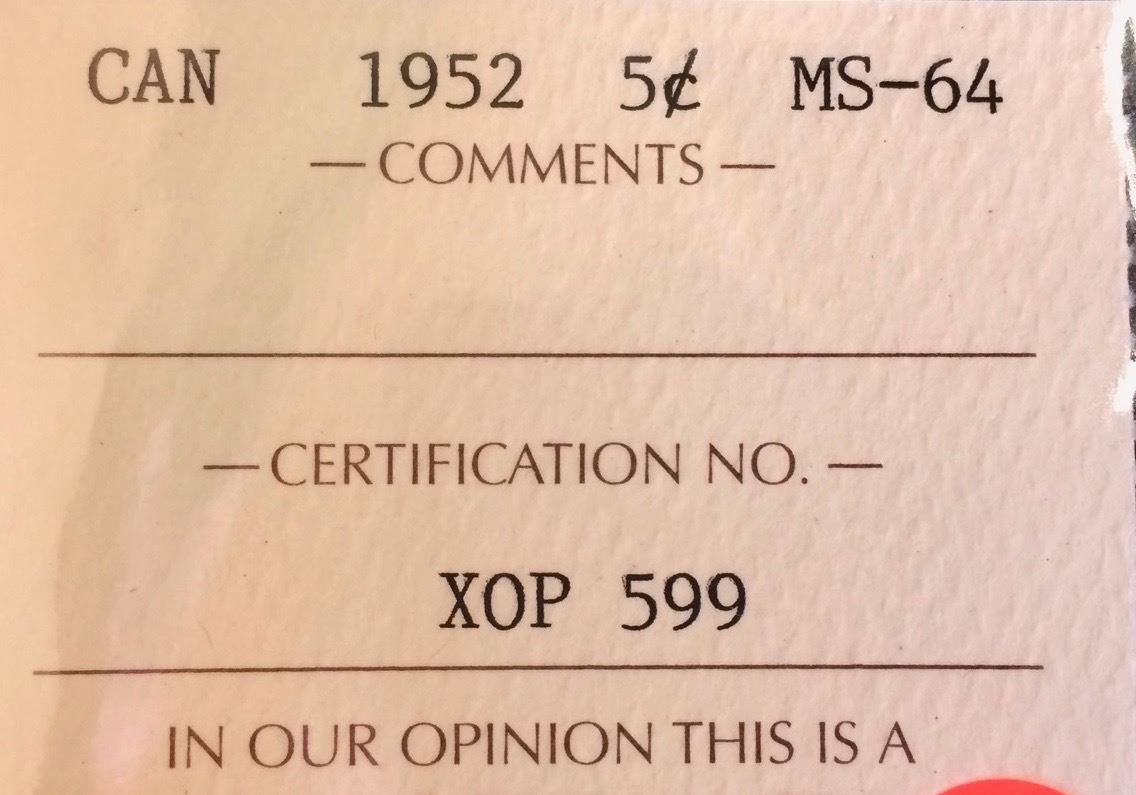 CAN 1952 5¢ MS-64
— COMMENTS —
— CERTIFICATION NO. —
XOP 599
IN OUR OPINION THIS IS A